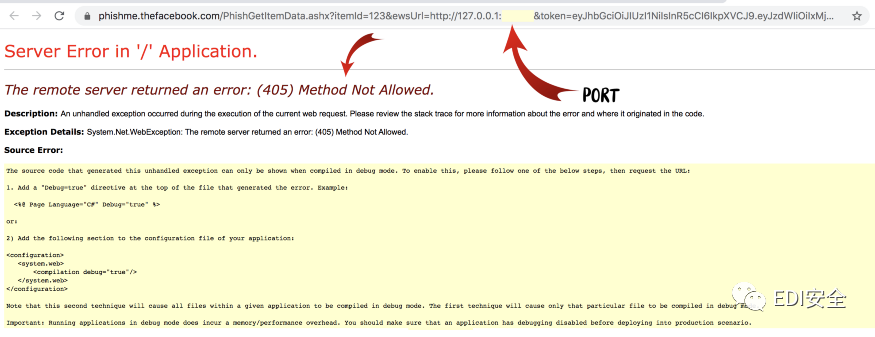 phishme.thefacebook.com/PhishGetItemData.ashx?itemId=123&ewsUrl=http://127.0.0.1: &token=eyJhbGciOiJIUzI1NiIsInR5cCI6IkpXVCJ9.eyJzdWIiOiIxMj...
Server Error in '/' Application.
The remote server returned an error: (405) Method Not Allowed.
PORT
Description: An unhandled exception occurred during the execution of the current web request. Please review the stack trace for more information about the error and where it originated in the code.
Exception Details: System.Net.WebException: The remote server returned an error: (405) Method Not Allowed.
Source Error:
The source code that generated this unhandled exception can only be shown when compiled in debug mode. To enable this, please follow one of the below steps, then request the URL:
1. Add a "Debug=true" directive at the top of the file that generated the error. Example:
<%@ Page Language="C#" Debug="true" %>
or:
2) Add the following section to the configuration file of your application:
<configuration>
<system.web>
<compilation debug="true"/>
</system.web>
</configuration>
Note that this second technique will cause all files within a given application to be compiled in debug mode. The first technique will cause only that particular file to be compiled in debug
EDI安全
Important: Running applications in debug mode does incur a memory/performance overhead. You should make sure that an application has debugging disabled before deploying into production scenario.